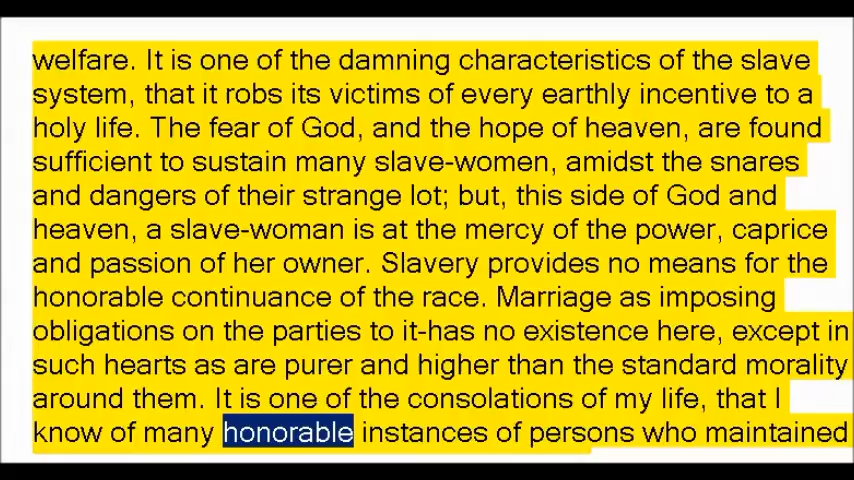 welfare. It is one of the damning characteristics of the slave
system, that it robs its victims of every earthly incentive to a
holy life. The fear of God, and the hope of heaven, are found
sufficient to sustain many slave-women, amidst the snares
and dangers of their strange lot; but, this side of God and
heaven, a slave-woman is at the mercy of the power, caprice
and passion of her owner. Slavery provides no means for the
honorable continuance of the race. Marriage as imposing
obligations on the parties to it-has no existence here, except in
such hearts as are purer and higher than the standard morality
around them. It is one of the consolations of my life, that I
know of many honorable instances of persons who maintained